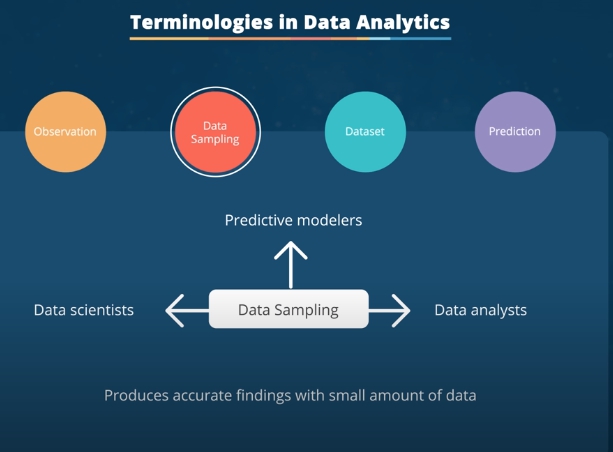 Terminologies in Data Analytics
Observation
Data
Sampling
Dataset
Prediction
Predictive modelers
Data scientists
Data Sampling
Data analysts
Produces accurate findings with small amount of data